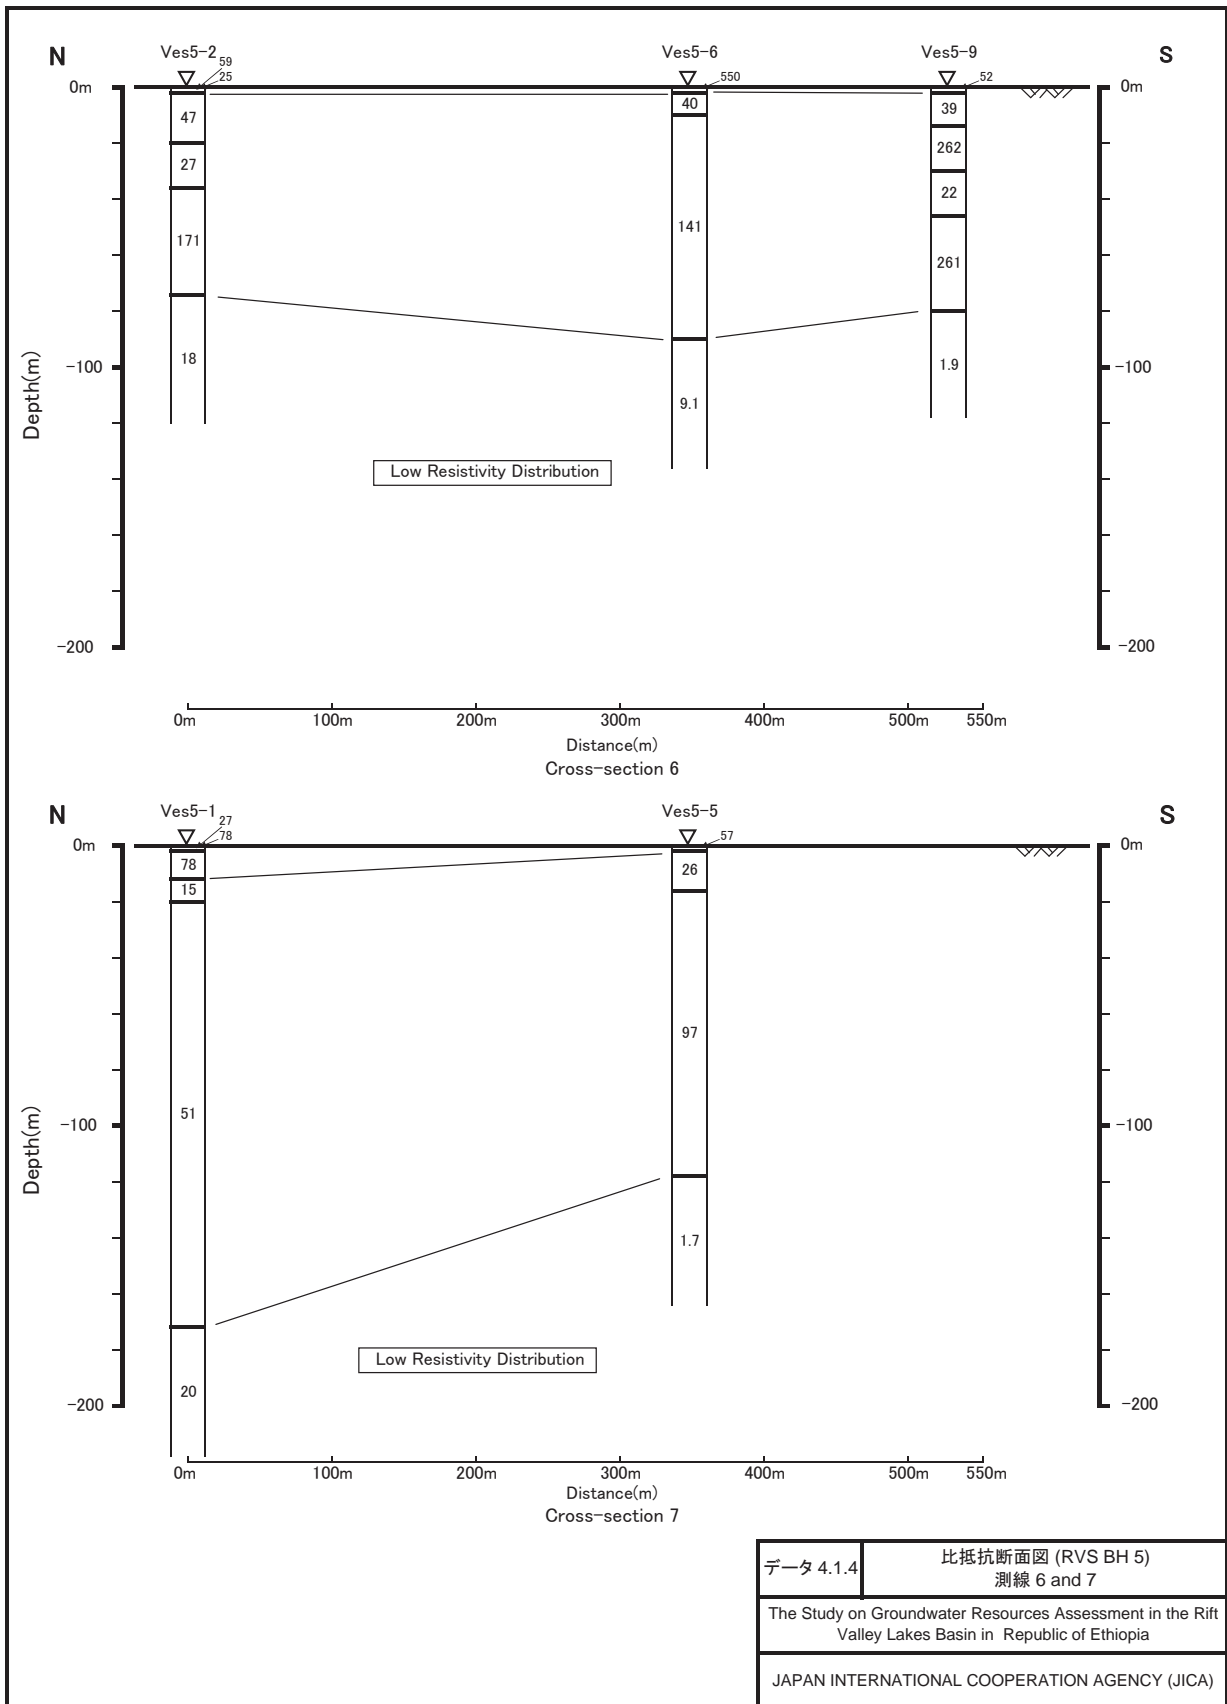 N
Ves5-2
Ves5-6
Ves5-9
S
59
25
550
52
0m
0m
47
40
39
27
262
22
171
141
261
18
9.1
1.9
-100
-100
Depth(m)
Low Resistivity Distribution
-200
-200
0m 100m 200m 300m 400m 500m 550m
Distance(m)
Cross-section 6
N
Ves5-1
Ves5-5
S
27
78
57
0m
0m
78
26
15
97
51
-100
-100
Depth(m)
1.7
Low Resistivity Distribution
20
-200
-200
0m 100m 200m 300m 400m 500m 550m
Distance(m)
Cross-section 7
データ 4.1.4
比抵抗断面図 (RVS BH 5)
測線 6 and 7
The Study on Groundwater Resources Assessment in the Rift
Valley Lakes Basin in Republic of Ethiopia
JAPAN INTERNATIONAL COOPERATION AGENCY (JICA)